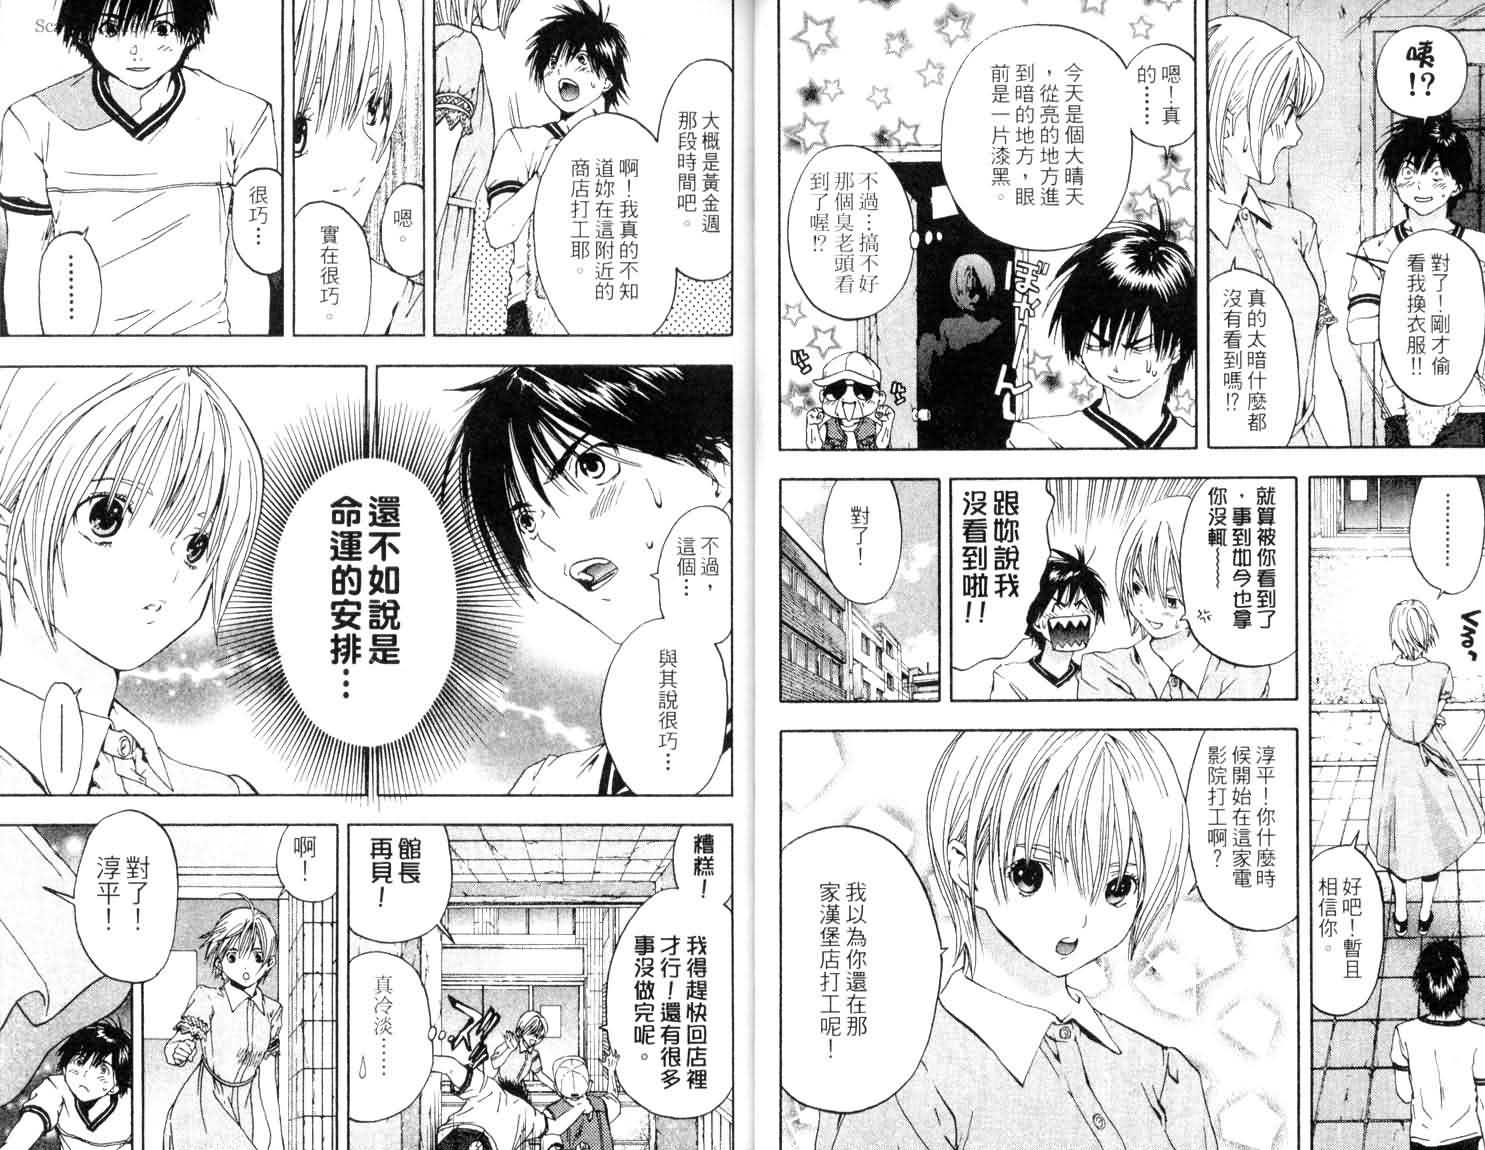 咦!?
對了!剛才偷
看我換衣服!!
真的太暗什麼都
沒有看到嗎!?
嗯!真
的……
今天是個大晴天
，從亮的地方進
到暗的地方，眼
前是一片漆黑。
不過…搞不好
那個臭老頭看
到了喔!?
………
好吧!暫且
相信你。
就算被你看到了
，事到如今也拿
你沒輒～～
跟妳說我
沒看到啦!!
對了!
淳平!你什麼時
候開始在這家電
影院打工啊?
我以為你還在那
家漢堡店打工呢!
大概是黃金週
那段時間吧。
啊!我真的不知
道妳在這附近的
商店打工耶。
嗯。
實在很巧。
很巧…
………
不過，
這個…
與其說很巧…
還不如說是
命運的安排…
糟糕!
我得趕快回店裡
才行!還有很多
事沒做完呢。
館長
再見!
真冷淡……
啊!
對了!
淳平!